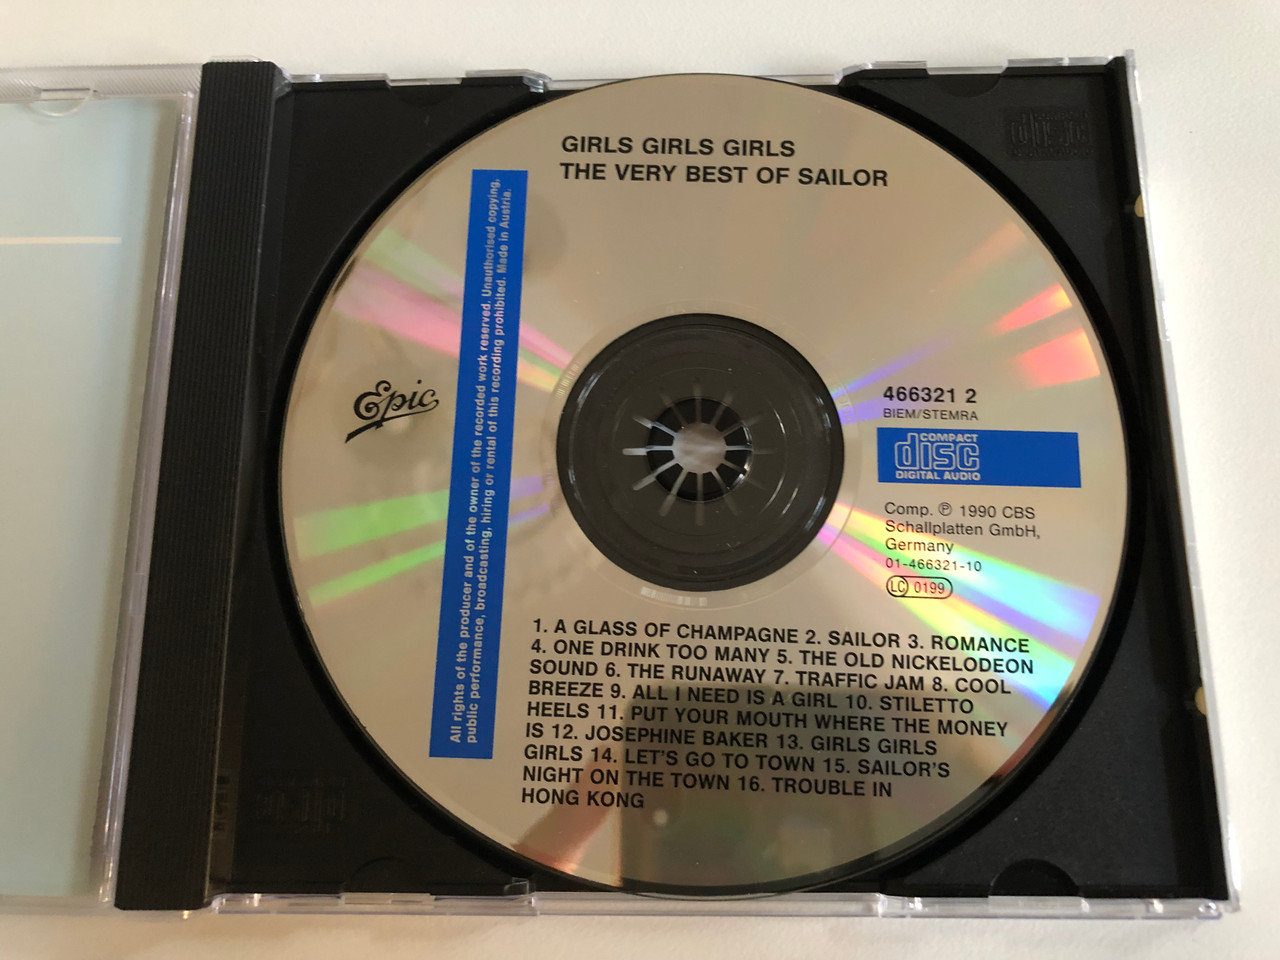 GIRLS GIRLS GIRLS
THE VERY BEST OF SAILOR
All rights of the producer and of the owner of the recorded work reserved. Unauthorised copying,
public performance, broadcasting, hiring or rental of this recording prohibited. Made in Austria.
Epic
466321 2
BIEM/STEMRA
COMPACT
disc
DIGITAL AUDIO
Comp. ℗ 1990 CBS
Schallplatten GmbH,
Germany
01-466321-10
LC 0199
1. A GLASS OF CHAMPAGNE 2. SAILOR 3. ROMANCE
4. ONE DRINK TOO MANY 5. THE OLD NICKELODEON
SOUND 6. THE RUNAWAY 7. TRAFFIC JAM 8. COOL
BREEZE 9. ALL I NEED IS A GIRL 10. STILETTO
HEELS 11. PUT YOUR MOUTH WHERE THE MONEY
IS 12. JOSEPHINE BAKER 13. GIRLS GIRLS
GIRLS 14. LET'S GO TO TOWN 15. SAILOR'S
NIGHT ON THE TOWN 16. TROUBLE IN
HONG KONG